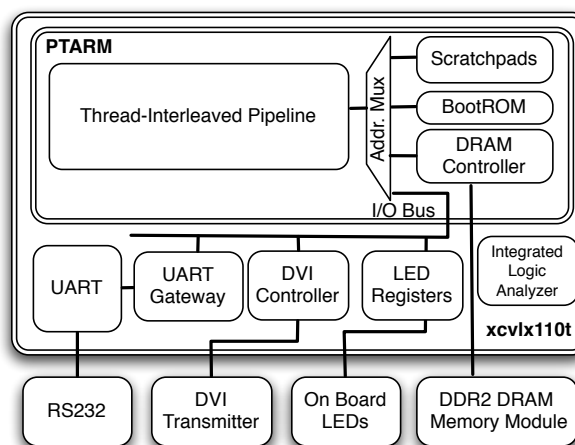 PTARM
Thread-Interleaved Pipeline
Addr. Mux
Scratchpads
BootROM
DRAM
Controller
I/O Bus
UART
UART
Gateway
DVI
Controller
LED
Registers
Integrated
Logic
Analyzer
xcvlx110t
RS232
DVI
Transmitter
On Board
LEDs
DDR2 DRAM
Memory Module